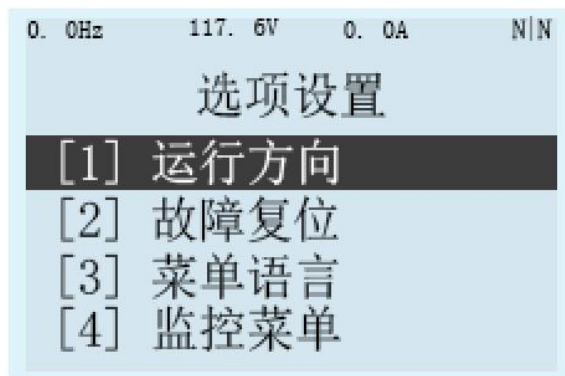 0. 0Hz 117. 6V 0. 0A N|N
选项设置
[1] 运行方向
[2] 故障复位
[3] 菜单语言
[4] 监控菜单